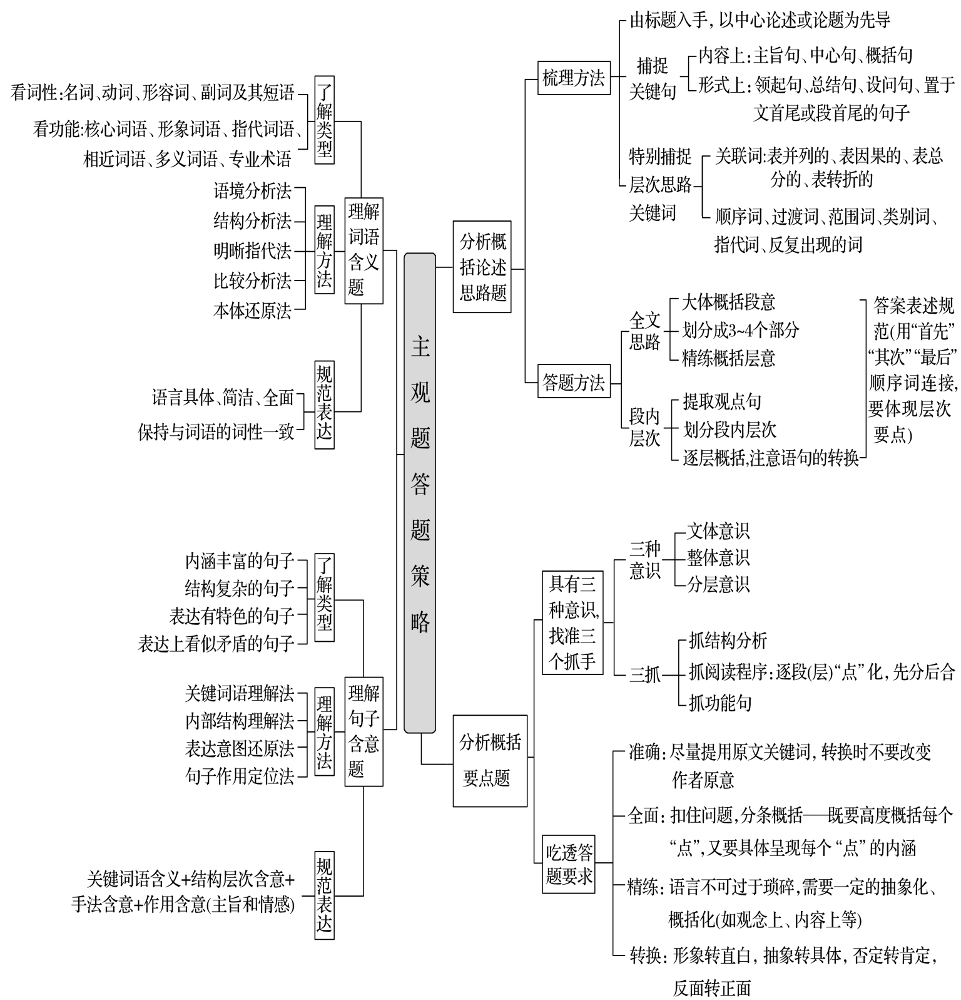 主观题答题策略
理解
词语
含义
题
了解类型
看词性:名词、动词、形容词、副词及其短语
看功能:核心词语、形象词语、指代词语、
相近词语、多义词语、专业术语
理解方法
语境分析法
结构分析法
明晰指代法
比较分析法
本体还原法
规范表达
语言具体、简洁、全面
保持与词语的词性一致
理解
句子
含意
题
了解类型
内涵丰富的句子
结构复杂的句子
表达有特色的句子
表达上看似矛盾的句子
理解方法
关键词语理解法
内部结构理解法
表达意图还原法
句子作用定位法
规范表达
关键词语含义+结构层次含意+
手法含意+作用含意(主旨和情感)
分析概
括论述
思路题
梳理方法
由标题入手,以中心论述或论题为先导
捕捉
关键句
内容上:主旨句、中心句、概括句
形式上:领起句、总结句、设问句、置于
文首尾或段首尾的句子
特别捕捉
层次思路
关键词
关联词:表并列的、表因果的、表总
分的、表转折的
顺序词、过渡词、范围词、类别词、
指代词、反复出现的词
答题方法
全文
思路
大体概括段意
划分成3~4个部分
精练概括层意
段内
层次
提取观点句
划分段内层次
逐层概括,注意语句的转换
答案表述规
范(用“首先”
“其次”“最后”
顺序词连接,
要体现层次
要点)
分析概括
要点题
具有三
种意识,
找准三
个抓手
三种
意识
文体意识
整体意识
分层意识
三抓
抓结构分析
抓阅读程序:逐段(层)“点”化,先分后合
抓功能句
吃透答
题要求
准确:尽量提用原文关键词,转换时不要改变
作者原意
全面:扣住问题,分条概括——既要高度概括每个
“点”,又要具体呈现每个“点”的内涵
精练:语言不可过于琐碎,需要一定的抽象化、
概括化(如观念上、内容上等)
转换:形象转直白,抽象转具体,否定转肯定,
反面转正面